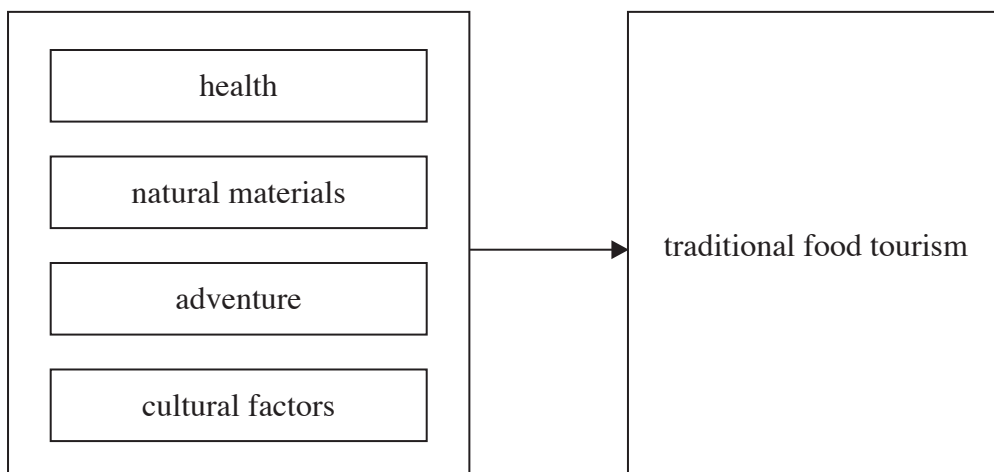 health
natural materials
adventure
cultural factors
traditional food tourism